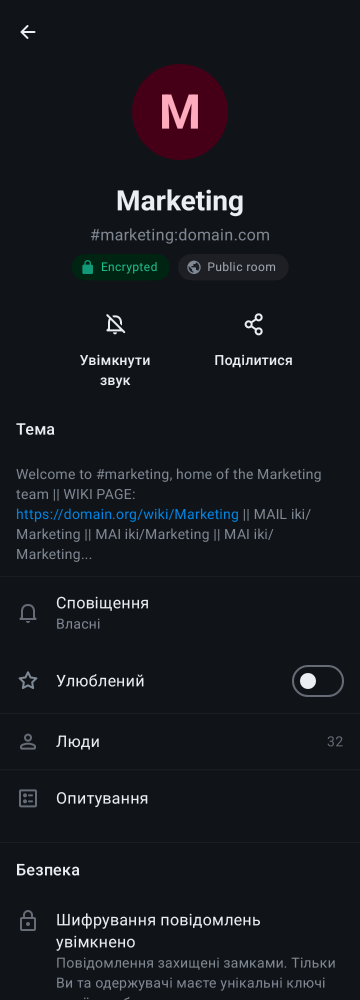 M
Marketing
#marketing:domain.com
Encrypted
Public room
Увімкнути
звук
Поділитися
Тема
Welcome to #marketing, home of the Marketing
team || WIKI PAGE:
https://domain.org/wiki/Marketing || MAIL iki/
Marketing || MAI iki/Marketing || MAI iki/
Marketing...
Сповіщення
Власні
Улюблений
Люди
32
Опитування
Безпека
Шифрування повідомлень
увімкнено
Повідомлення захищені замками. Тільки
Ви та одержувачі маєте унікальні ключі